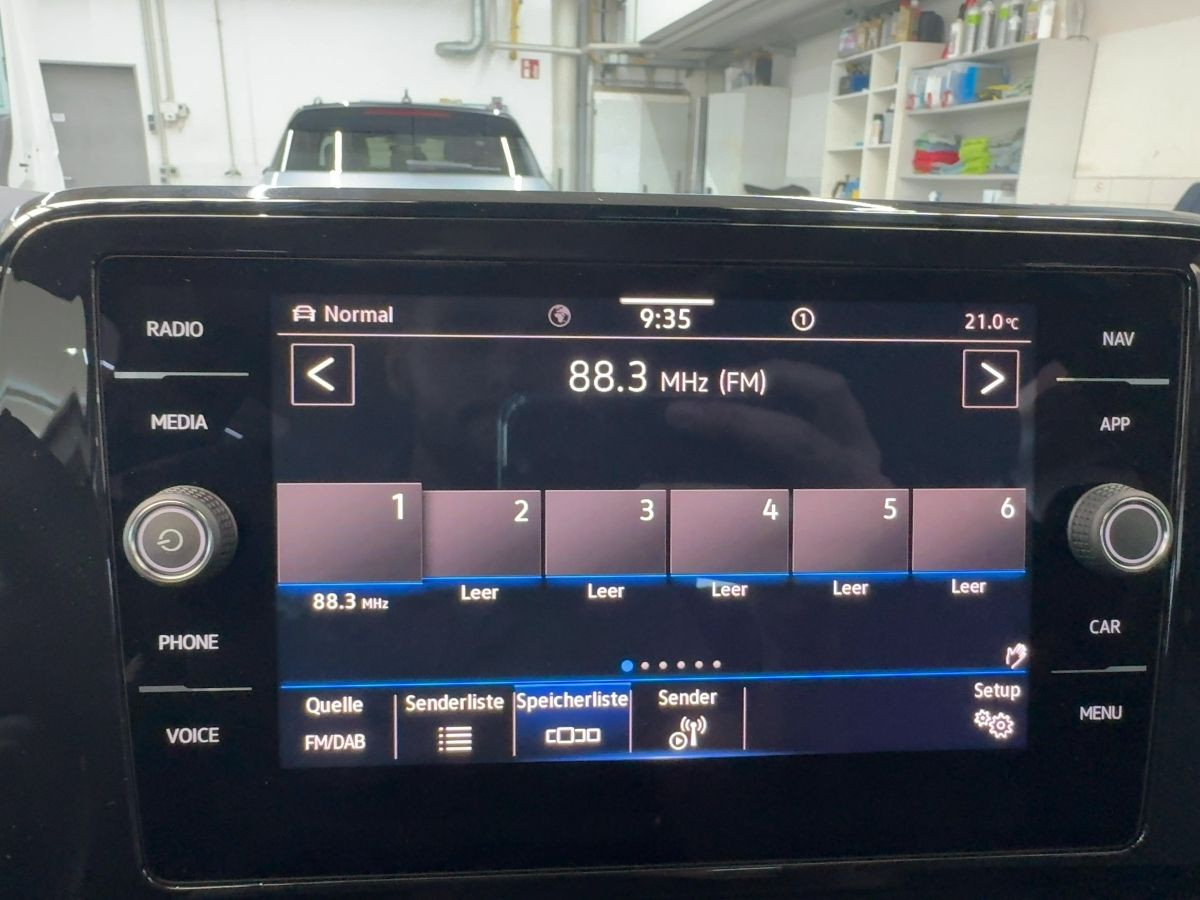 RADIO
MEDIA
PHONE
VOICE
Normal
9:35
1
21.0°C
<
88.3 MHz (FM)
>
1
2
3
4
5
6
88.3 MHz
Leer
Leer
Leer
Leer
Leer
Quelle
FM/DAB
Senderliste
Speicherliste
Sender
Setup
NAV
APP
CAR
MENU